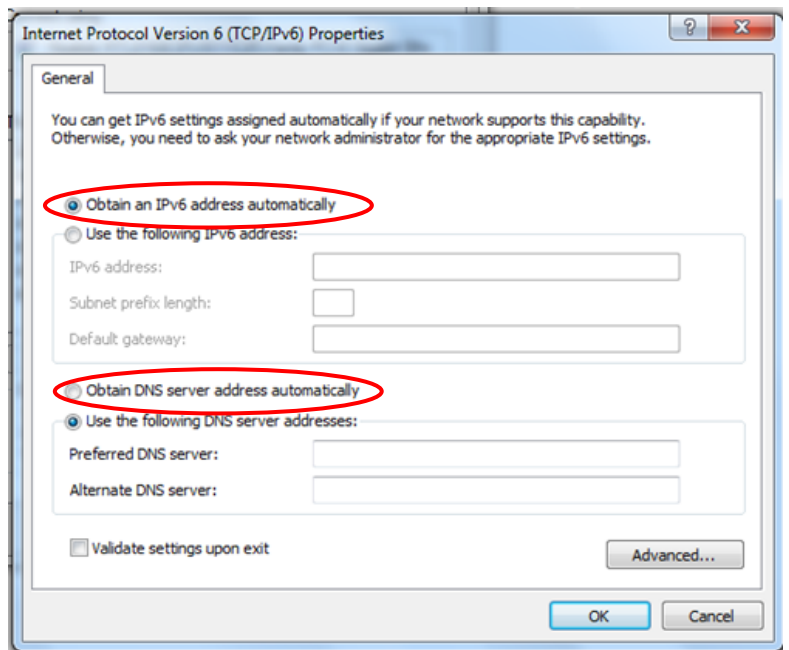 Internet Protocol Version 6 (TCP/IPv6) Properties
General
You can get IPv6 settings assigned automatically if your network supports this capability.
Otherwise, you need to ask your network administrator for the appropriate IPv6 settings.
Obtain an IPv6 address automatically
Use the following IPv6 address:
IPv6 address:
Subnet prefix length:
Default gateway:
Obtain DNS server address automatically
Use the following DNS server addresses:
Preferred DNS server:
Alternate DNS server:
Validate settings upon exit
Advanced...
OK Cancel